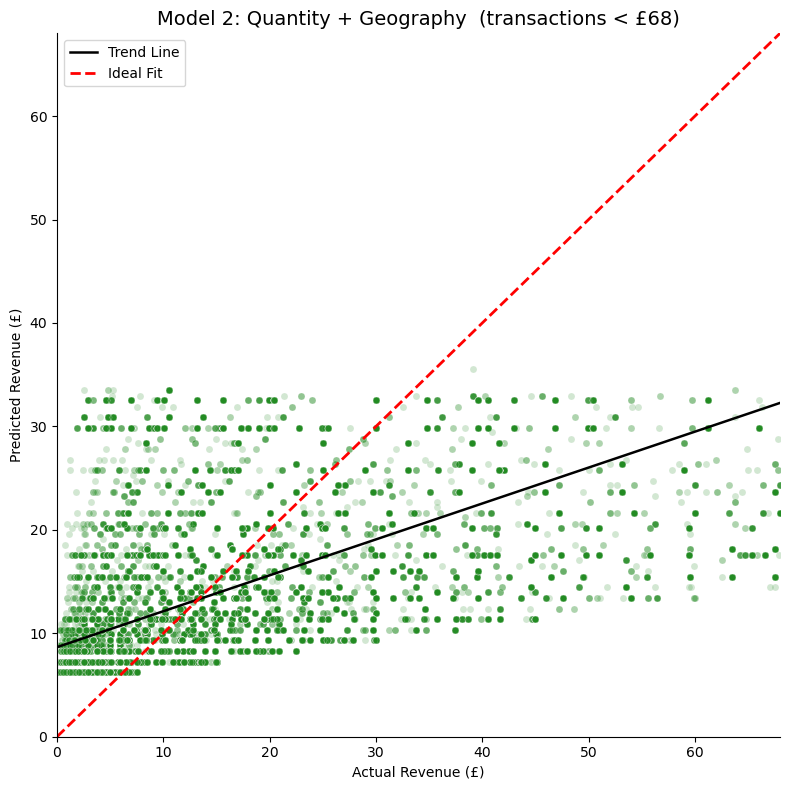 Model 2: Quantity + Geography  (transactions < £68)
Trend Line
Ideal Fit
Predicted Revenue (£)
60
50
40
30
20
10
0
0 10 20 30 40 50 60
Actual Revenue (£)